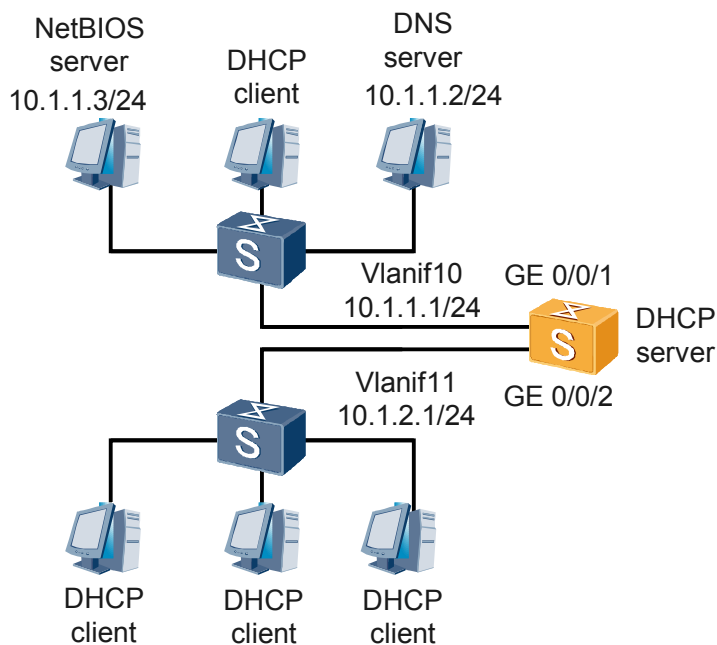 NetBIOS
server
10.1.1.3/24
DHCP
client
DNS
server
10.1.1.2/24
S
Vlanif10
10.1.1.1/24
GE 0/0/1
S
DHCP
server
Vlanif11
10.1.2.1/24
GE 0/0/2
S
DHCP
client
DHCP
client
DHCP
client